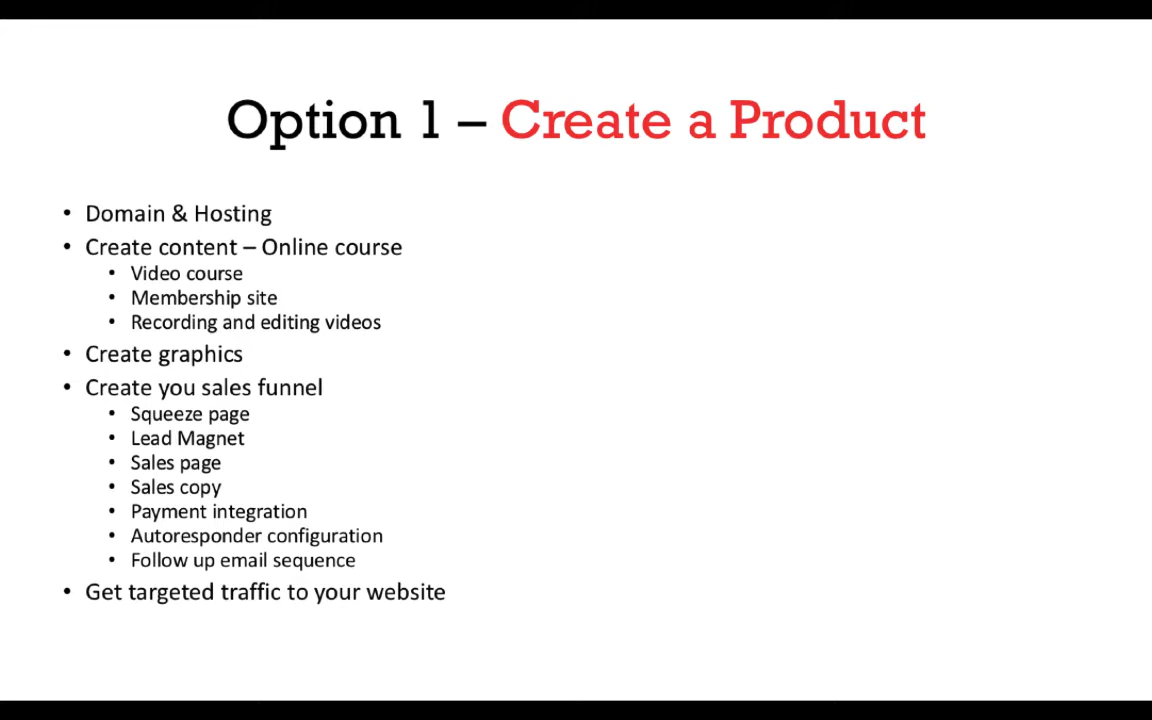 Option 1 – Create a Product
• Domain & Hosting
• Create content – Online course
• Video course
• Membership site
• Recording and editing videos
• Create graphics
• Create you sales funnel
• Squeeze page
• Lead Magnet
• Sales page
• Sales copy
• Payment integration
• Autoresponder configuration
• Follow up email sequence
• Get targeted traffic to your website